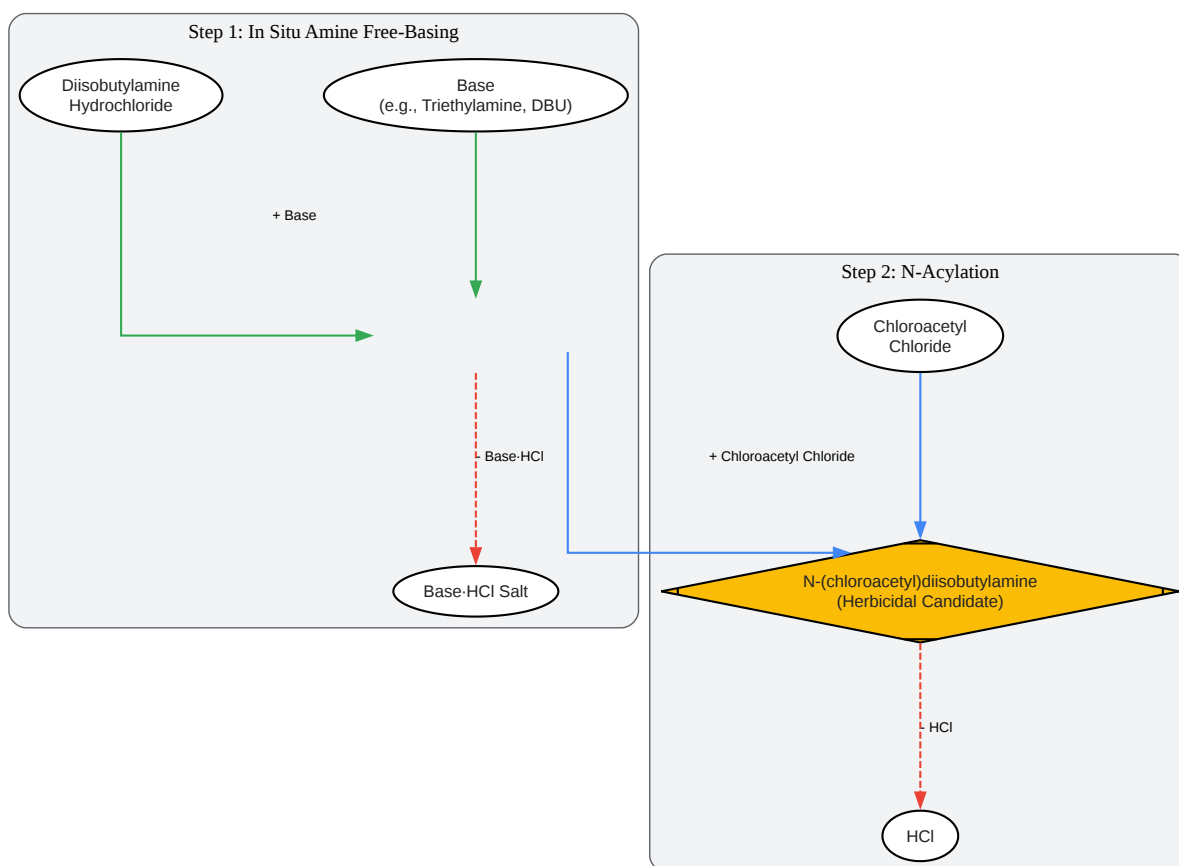 Step 1: In Situ Amine Free-Basing
Diisobutylamine
Hydrochloride
Base
(e.g., Triethylamine, DBU)
+ Base
- Base·HCl
Base·HCl Salt
Step 2: N-Acylation
Chloroacetyl
Chloride
+ Chloroacetyl Chloride
N-(chloroacetyl)diisobutylamine
(Herbicidal Candidate)
- HCl
HCl